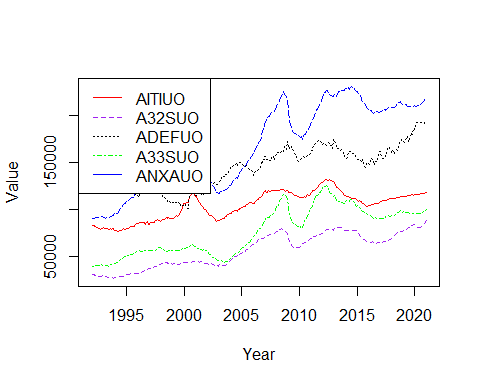 AITIUO
A32SUO
ADEFUO
A33SUO
ANXAUO
Value
50000
150000
1995
2000
2005
2010
2015
2020
Year